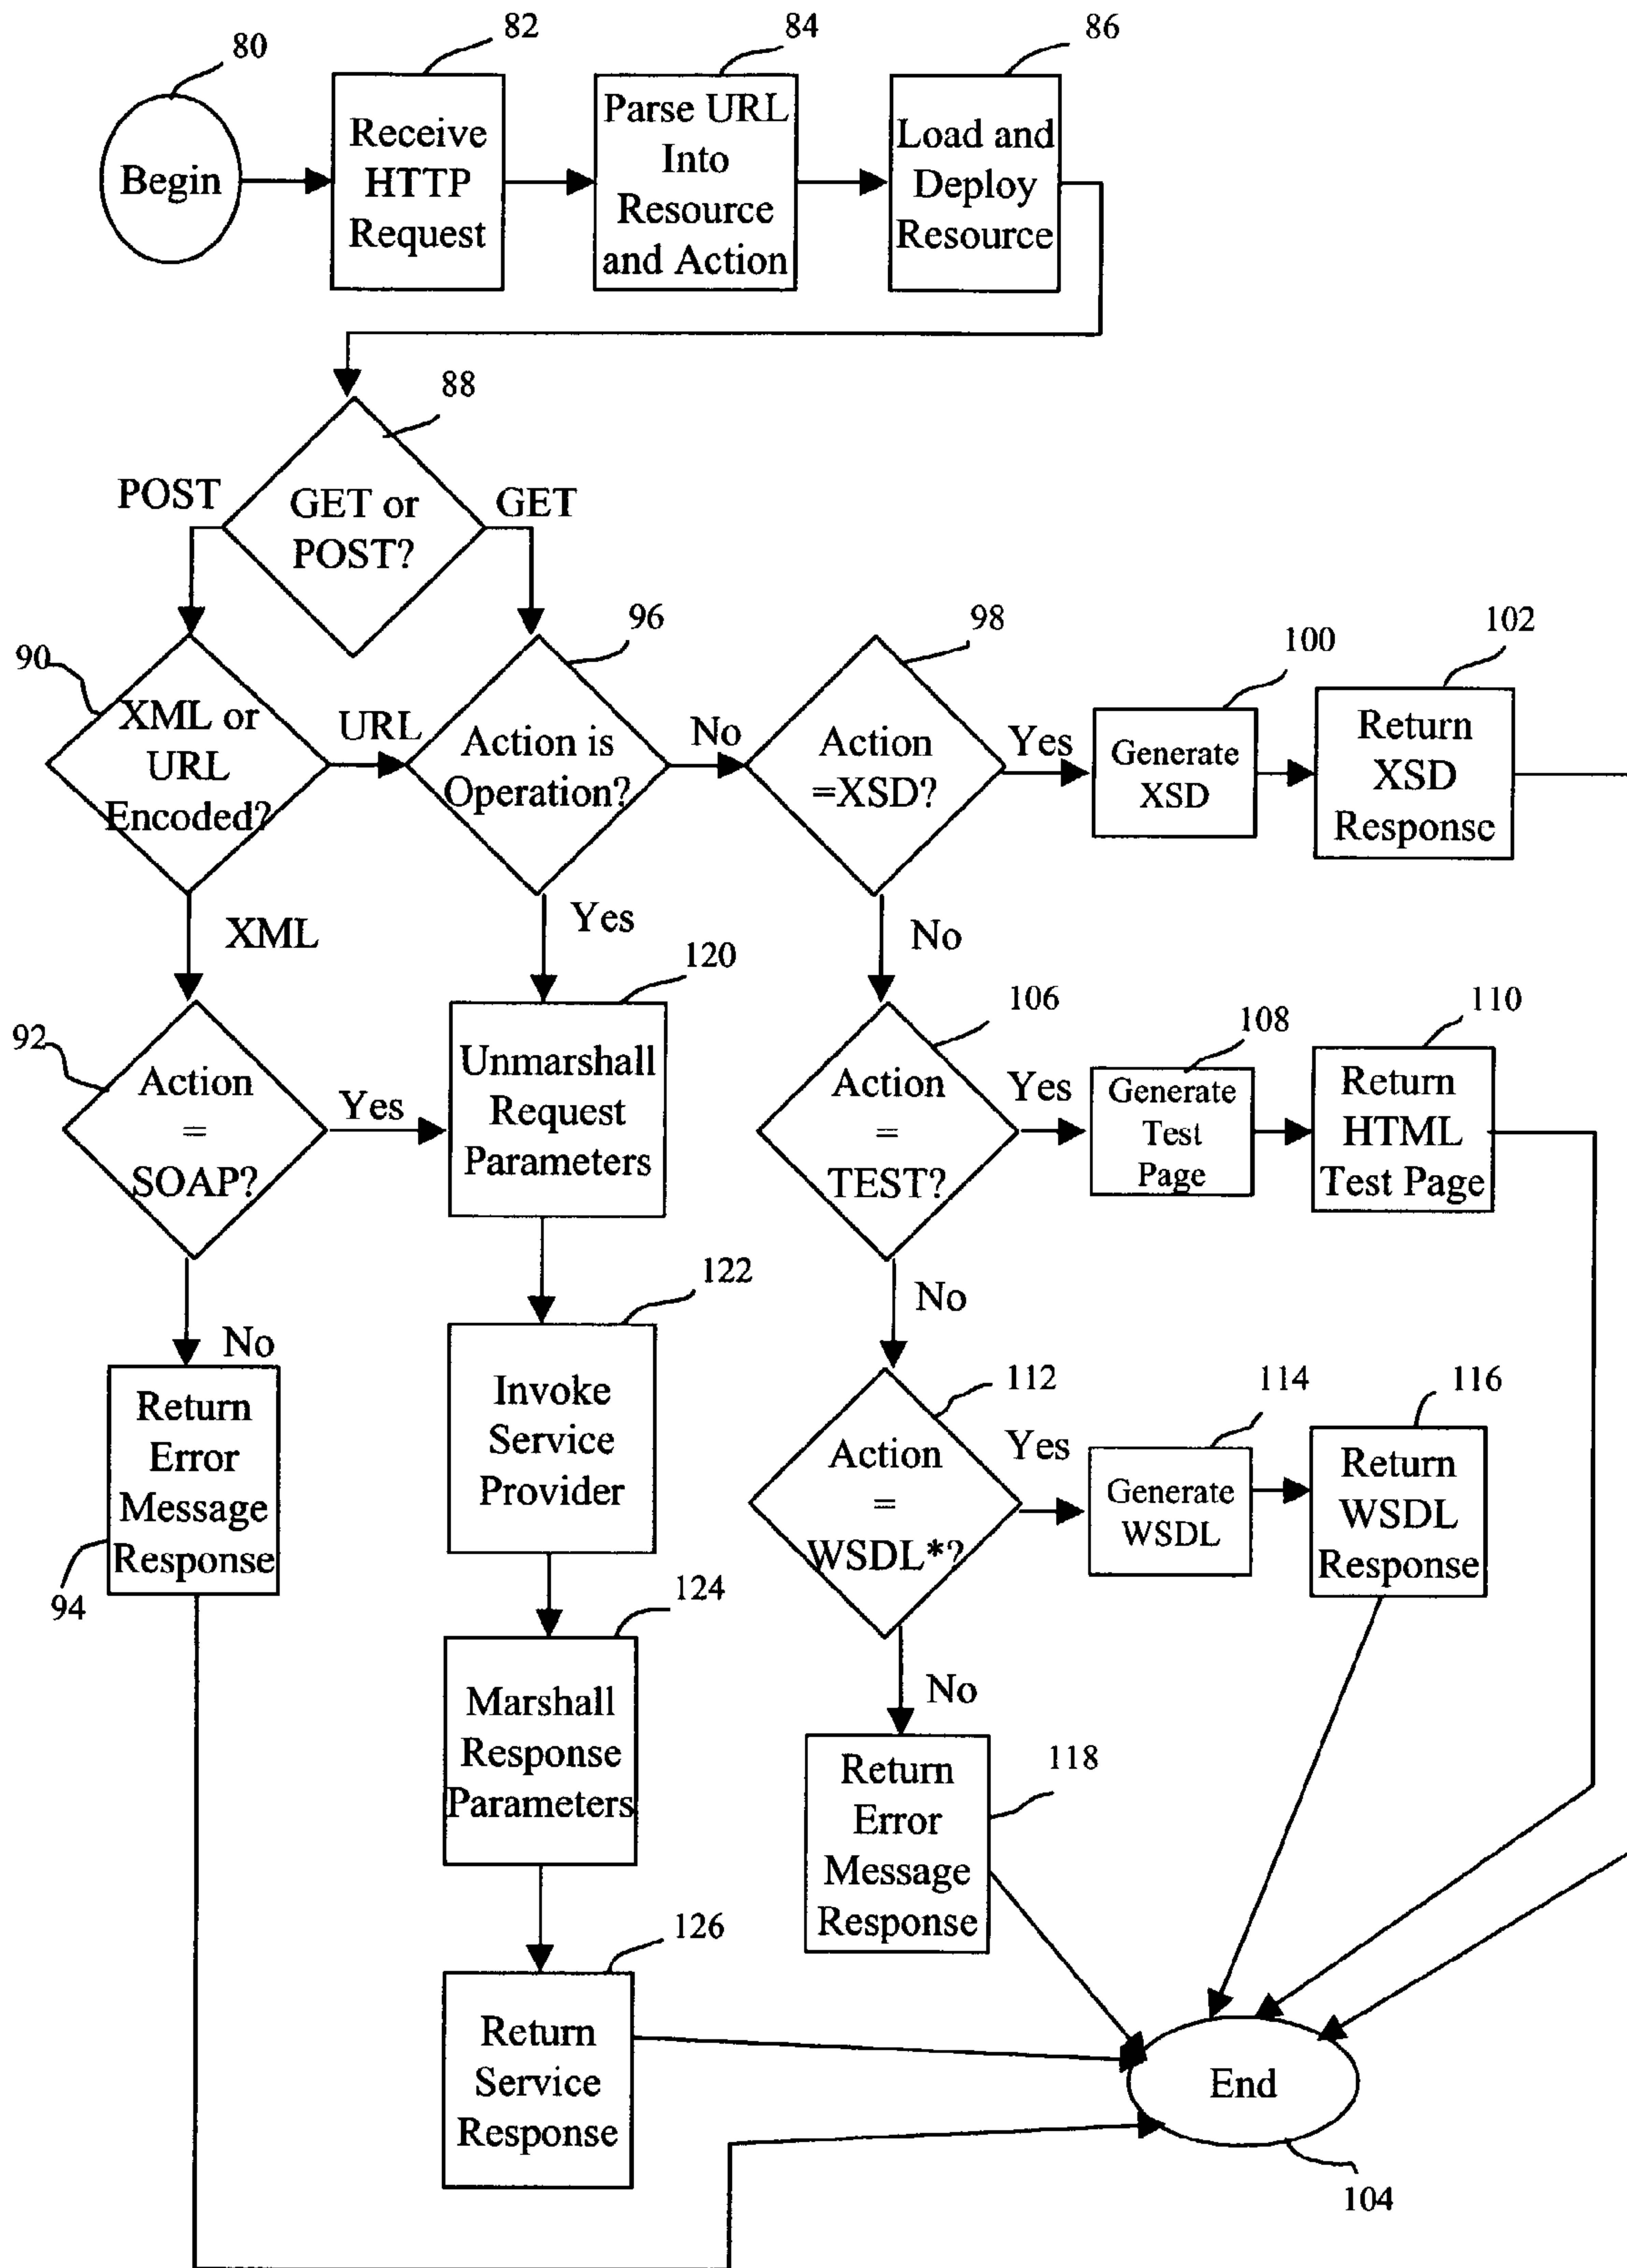 80
82
84
86
Begin
Receive
HTTP
Request
Parse URL
Into
Resource
and Action
Load and
Deploy
Resource
88
POST
GET or
POST?
GET
90
XML or
URL
Encoded?
URL
96
Action is
Operation?
No
98
Action
=XSD?
Yes
100
Generate
XSD
102
Return
XSD
Response
XML
Yes
No
92
Action
=
SOAP?
Yes
120
Unmarshall
Request
Parameters
106
Action
=
TEST?
Yes
108
Generate
Test
Page
110
Return
HTML
Test Page
No
94
Return
Error
Message
Response
122
Invoke
Service
Provider
No
112
Action
=
WSDL*?
Yes
114
Generate
WSDL
116
Return
WSDL
Response
124
Marshall
Response
Parameters
No
118
Return
Error
Message
Response
126
Return
Service
Response
End
104